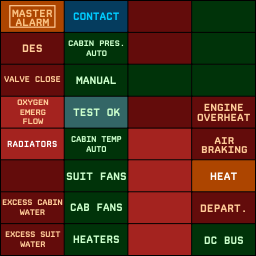 MASTER
ALARM
CONTACT
DES
CABIN PRES.
AUTO
VALVE CLOSE
MANUAL
OXYGEN
EMERG
FLOW
TEST OK
ENGINE
OVERHEAT
RADIATORS
CABIN TEMP
AUTO
AIR
BRAKING
SUIT FANS
HEAT
EXCESS CABIN
WATER
CAB FANS
DEPART.
EXCESS SUIT
WATER
HEATERS
DC BUS